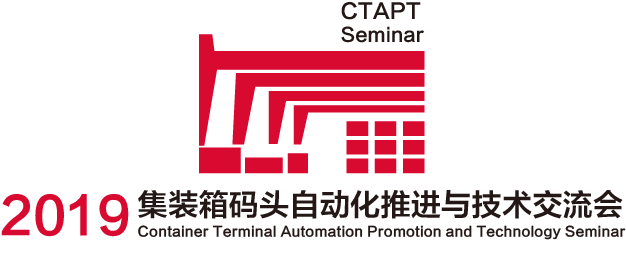 CTAPT
Seminar
2019 集装箱码头自动化推进与技术交流会
Container Terminal Automation Promotion and Technology Seminar